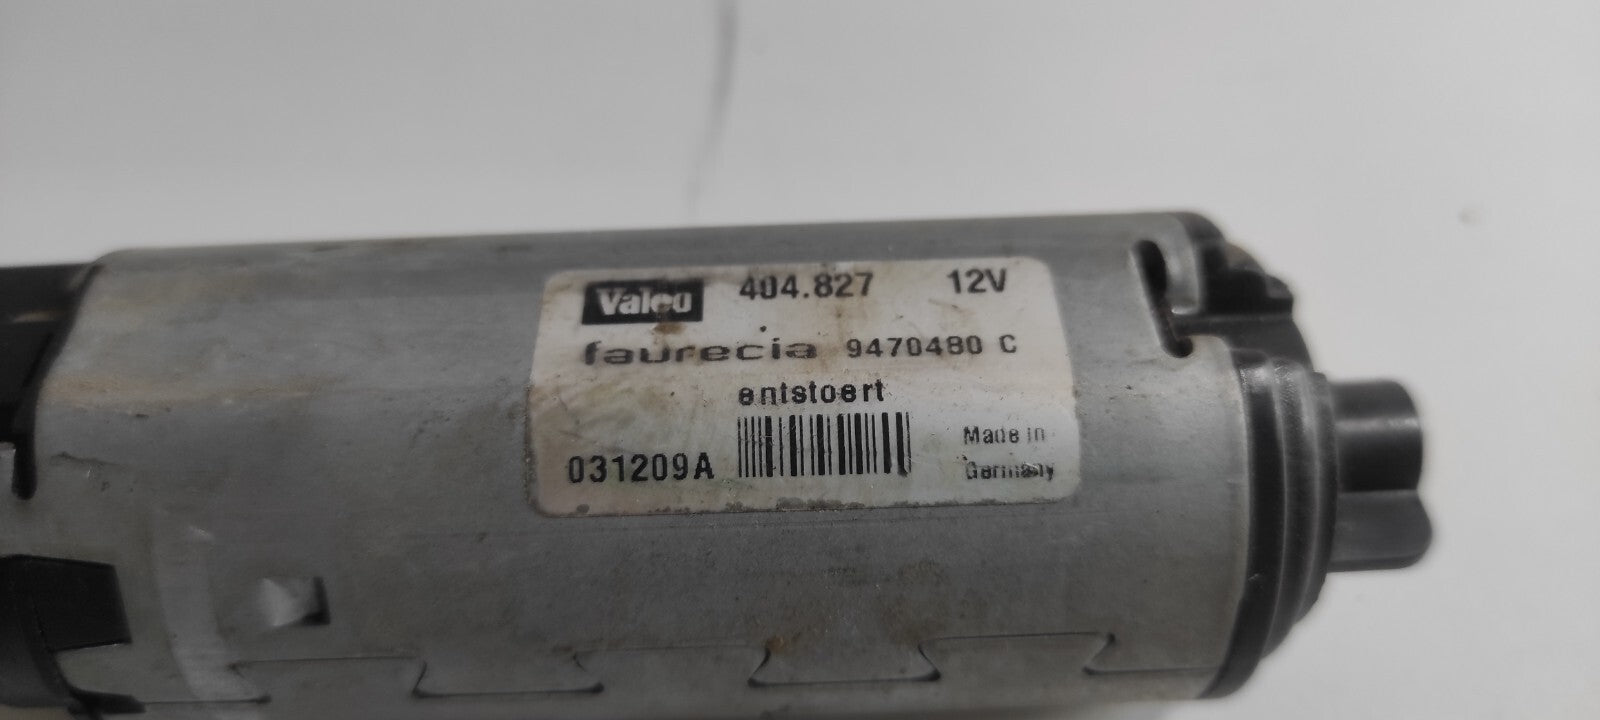 Valeo 404.827 12V
faurecia 9470480 C
entstoert
031209A Made in
Germany